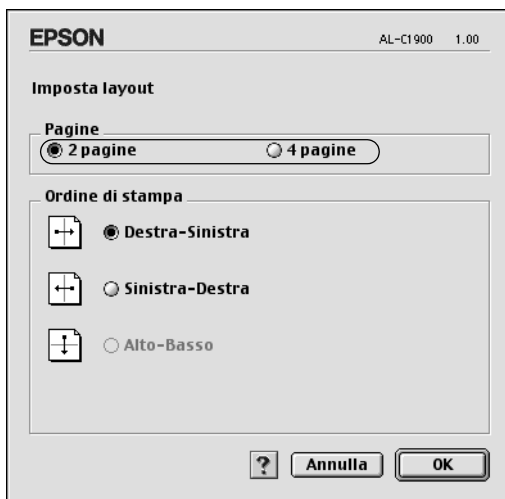 EPSON AL-C1900 1.00
Imposta layout
Pagine
2 pagine 4 pagine
Ordine di stampa
Destra-Sinistra
Sinistra-Destra
Alto-Basso
? Annulla OK